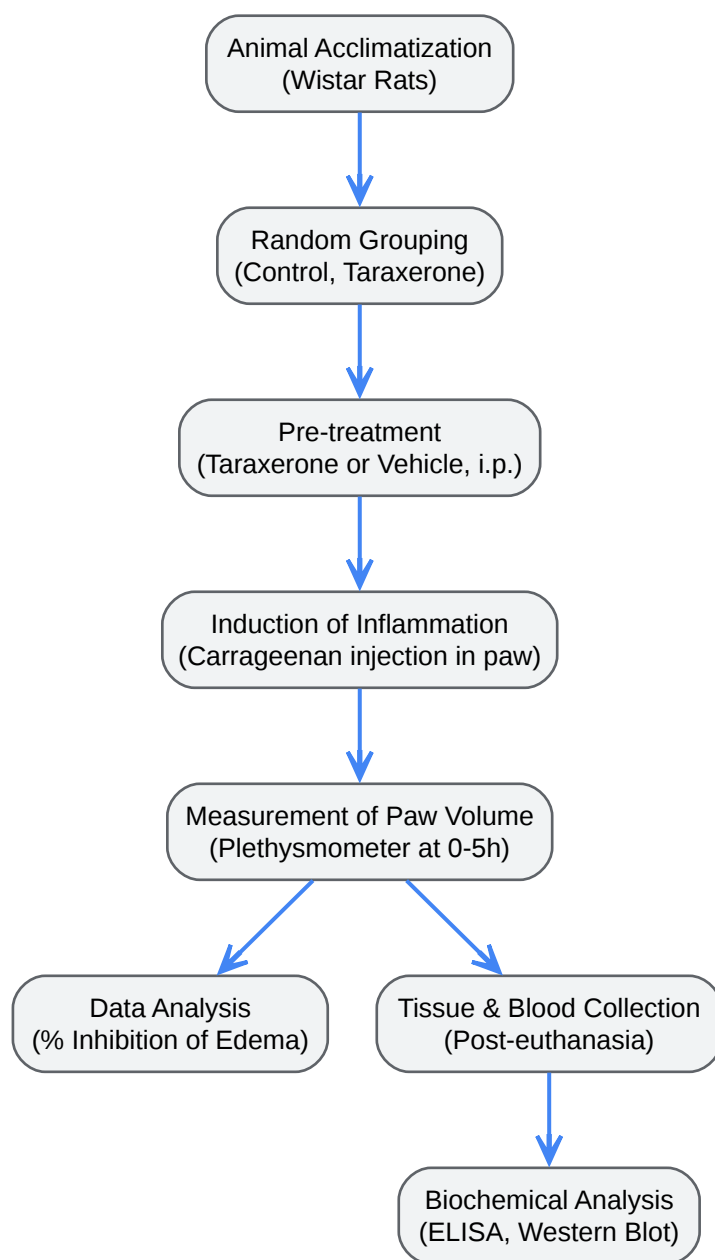 Animal Acclimatization
(Wistar Rats)
Random Grouping
(Control, Taraxerone)
Pre-treatment
(Taraxerone or Vehicle, i.p.)
Induction of Inflammation
(Carrageenan injection in paw)
Measurement of Paw Volume
(Plethysmometer at 0-5h)
Data Analysis
(% Inhibition of Edema)
Tissue & Blood Collection
(Post-euthanasia)
Biochemical Analysis
(ELISA, Western Blot)